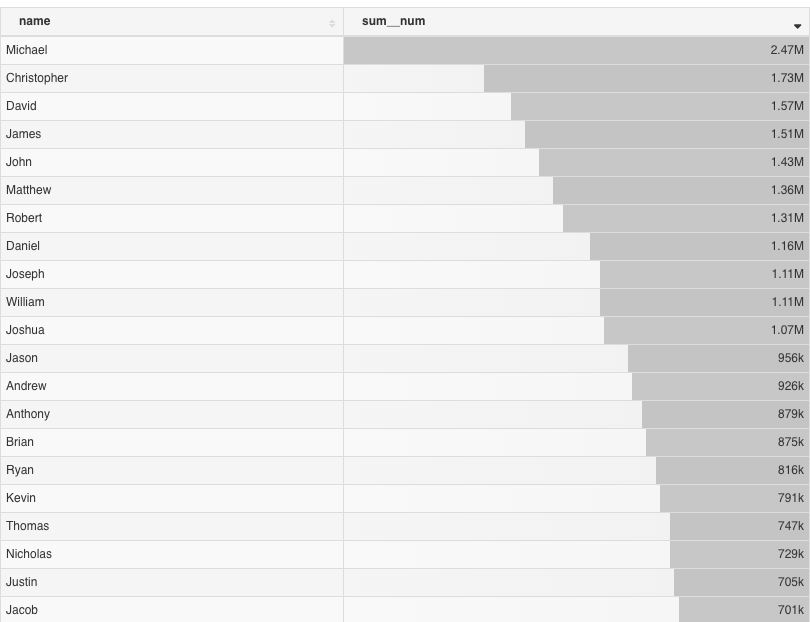 name sum__num
Michael 2.47M
Christopher 1.73M
David 1.57M
James 1.51M
John 1.43M
Matthew 1.36M
Robert 1.31M
Daniel 1.16M
Joseph 1.11M
William 1.11M
Joshua 1.07M
Jason 956k
Andrew 926k
Anthony 879k
Brian 875k
Ryan 816k
Kevin 791k
Thomas 747k
Nicholas 729k
Justin 705k
Jacob 701k